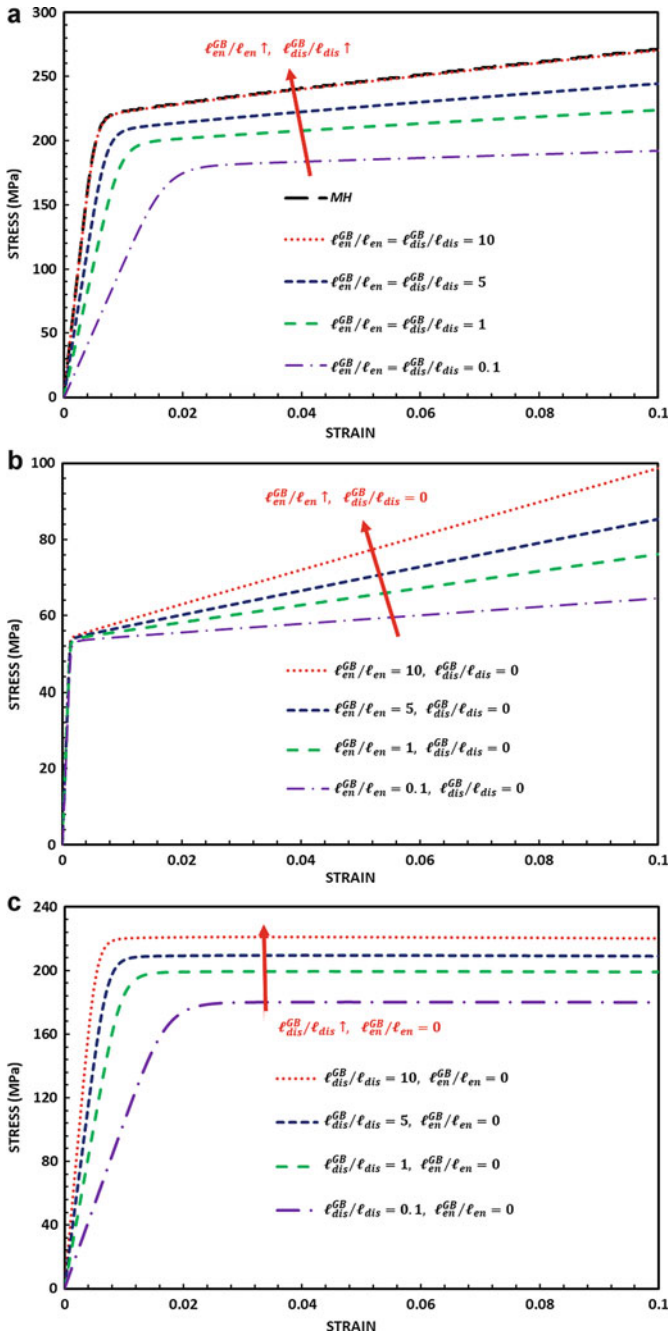 a
300
250
200
150
100
50
0
STRESS (MPa)
ℓ_en^GB/ℓ_en ↑, ℓ_dis^GB/ℓ_dis ↑
MH
ℓ_en^GB/ℓ_en = ℓ_dis^GB/ℓ_dis = 10
ℓ_en^GB/ℓ_en = ℓ_dis^GB/ℓ_dis = 5
ℓ_en^GB/ℓ_en = ℓ_dis^GB/ℓ_dis = 1
ℓ_en^GB/ℓ_en = ℓ_dis^GB/ℓ_dis = 0.1
0 0.02 0.04 0.06 0.08 0.1
STRAIN
b
100
80
60
40
20
0
STRESS (MPa)
ℓ_en^GB/ℓ_en ↑, ℓ_dis^GB/ℓ_dis = 0
ℓ_en^GB/ℓ_en = 10, ℓ_dis^GB/ℓ_dis = 0
ℓ_en^GB/ℓ_en = 5, ℓ_dis^GB/ℓ_dis = 0
ℓ_en^GB/ℓ_en = 1, ℓ_dis^GB/ℓ_dis = 0
ℓ_en^GB/ℓ_en = 0.1, ℓ_dis^GB/ℓ_dis = 0
0 0.02 0.04 0.06 0.08 0.1
STRAIN
c
240
200
160
120
80
40
0
STRESS (MPa)
ℓ_dis^GB/ℓ_dis ↑, ℓ_en^GB/ℓ_en = 0
ℓ_dis^GB/ℓ_dis = 10, ℓ_en^GB/ℓ_en = 0
ℓ_dis^GB/ℓ_dis = 5, ℓ_en^GB/ℓ_en = 0
ℓ_dis^GB/ℓ_dis = 1, ℓ_en^GB/ℓ_en = 0
ℓ_dis^GB/ℓ_dis = 0.1, ℓ_en^GB/ℓ_en = 0
0 0.02 0.04 0.06 0.08 0.1
STRAIN